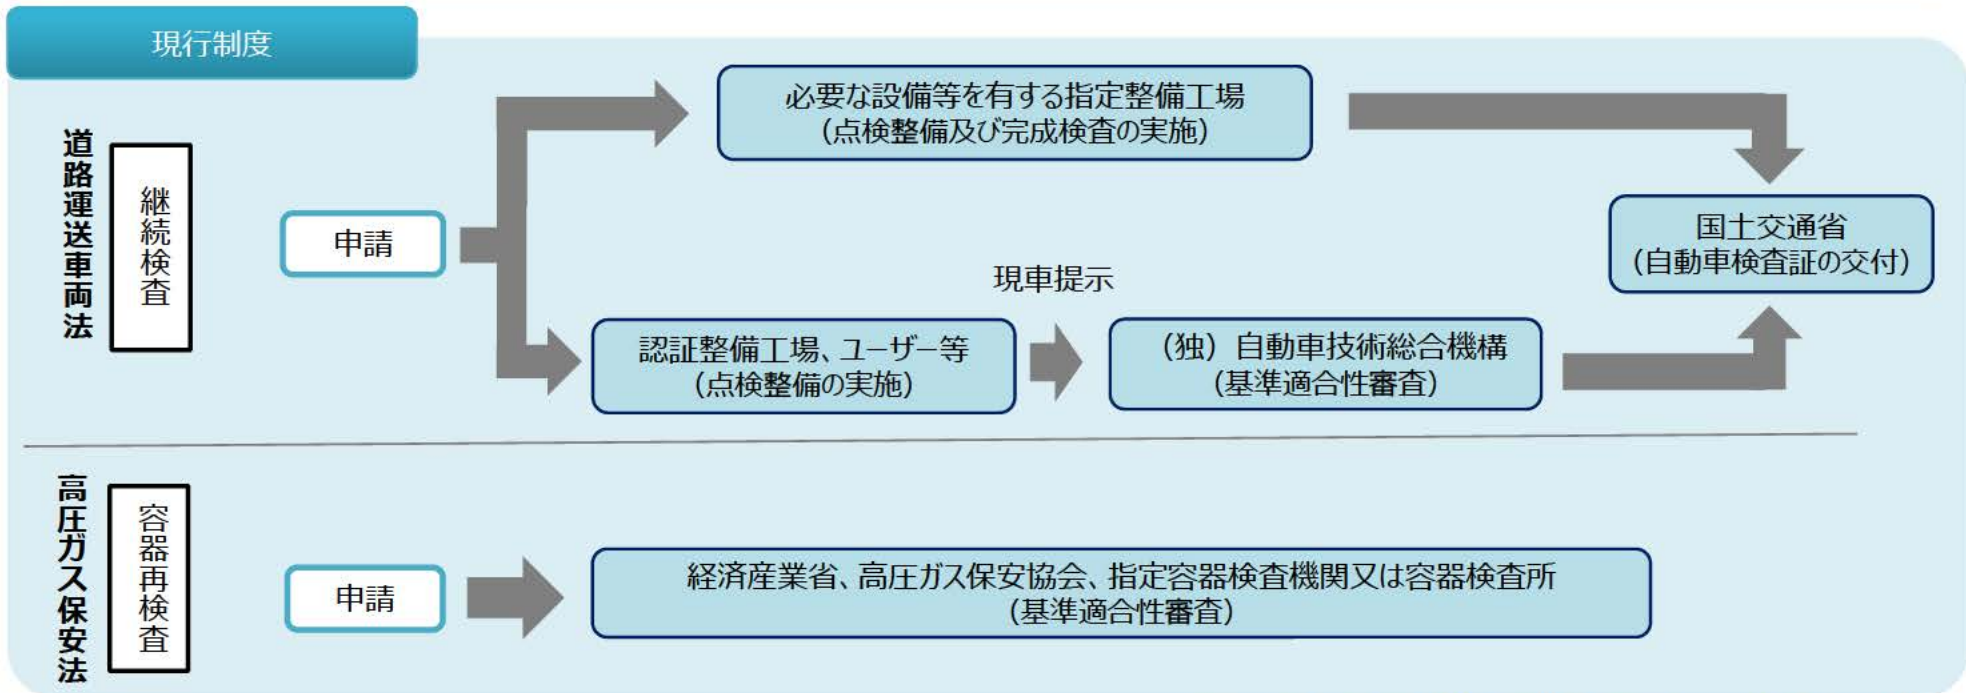 現行制度
道路運送車両法
継続検査
申請
必要な設備等を有する指定整備工場
（点検整備及び完成検査の実施）
認証整備工場、ユーザー等
（点検整備の実施）
現車提示
（独）自動車技術総合機構
（基準適合性審査）
国土交通省
（自動車検査証の交付）
高圧ガス保安法
容器再検査
申請
経済産業省、高圧ガス保安協会、指定容器検査機関又は容器検査所
（基準適合性審査）